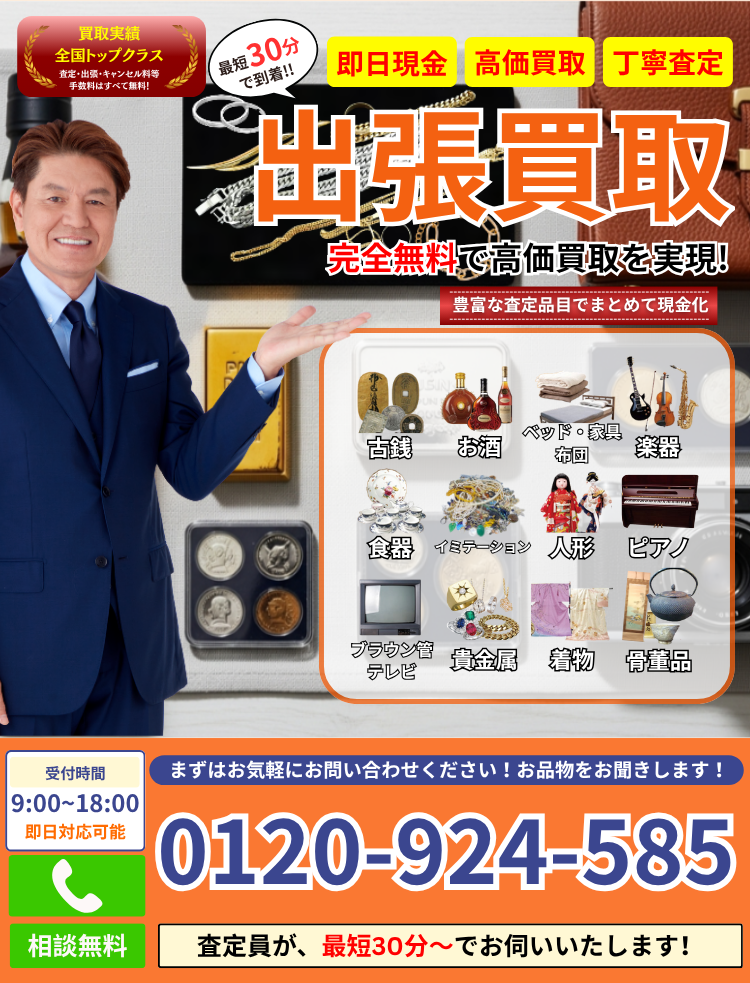 買取実績
全国トップクラス
査定・出張・キャンセル料等
手数料はすべて無料!
最短30分
で到着!!
即日現金
高価買取
丁寧査定
出張買取
完全無料で高価買取を実現!
豊富な査定品目でまとめて現金化
古銭
お酒
ベッド・家具
布団
楽器
食器
イミテーション
人形
ピアノ
ブラウン管
テレビ
貴金属
着物
骨董品
受付時間
9:00~18:00
即日対応可能
まずはお気軽にお問い合わせください！お品物をお聞きします！
0120-924-585
相談無料
査定員が、最短30分〜でお伺いいたします!